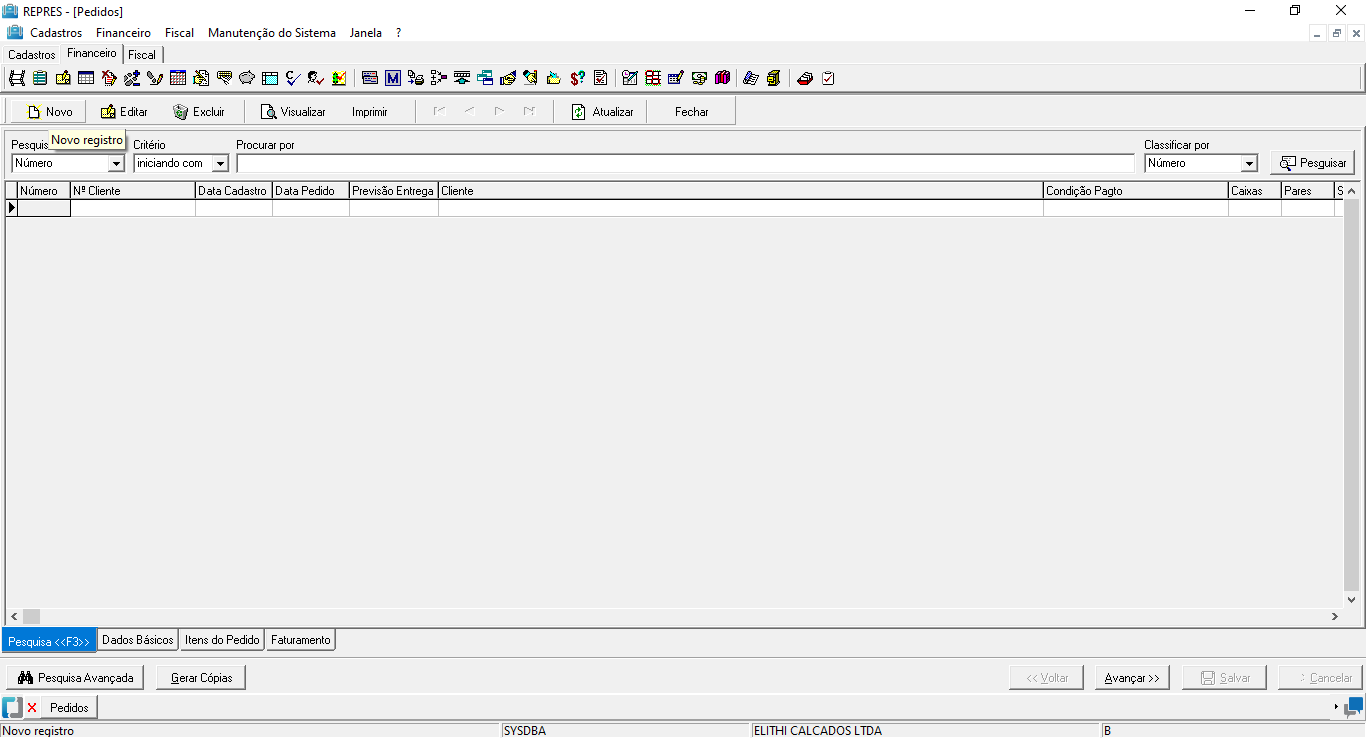 REPRES - [Pedidos]
Cadastros Financeiro Fiscal Manutenção do Sistema Janela ?
Cadastros Financeiro Fiscal
Novo Editar Excluir Visualizar Imprimir Atualizar Fechar
Novo registro
Pesquis Critério Procurar por Classificar por
Número iniciando com Número Pesquisar
Número Nº Cliente Data Cadastro Data Pedido Previsão Entrega Cliente Condição Pagto Caixas Pares S
Pesquisa <<F3>> Dados Básicos Itens do Pedido Faturamento
Pesquisa Avançada Gerar Cópias << Voltar Avançar >> Salvar Cancelar
Pedidos
Novo registro SYSDBA ELITHI CALCADOS LTDA B